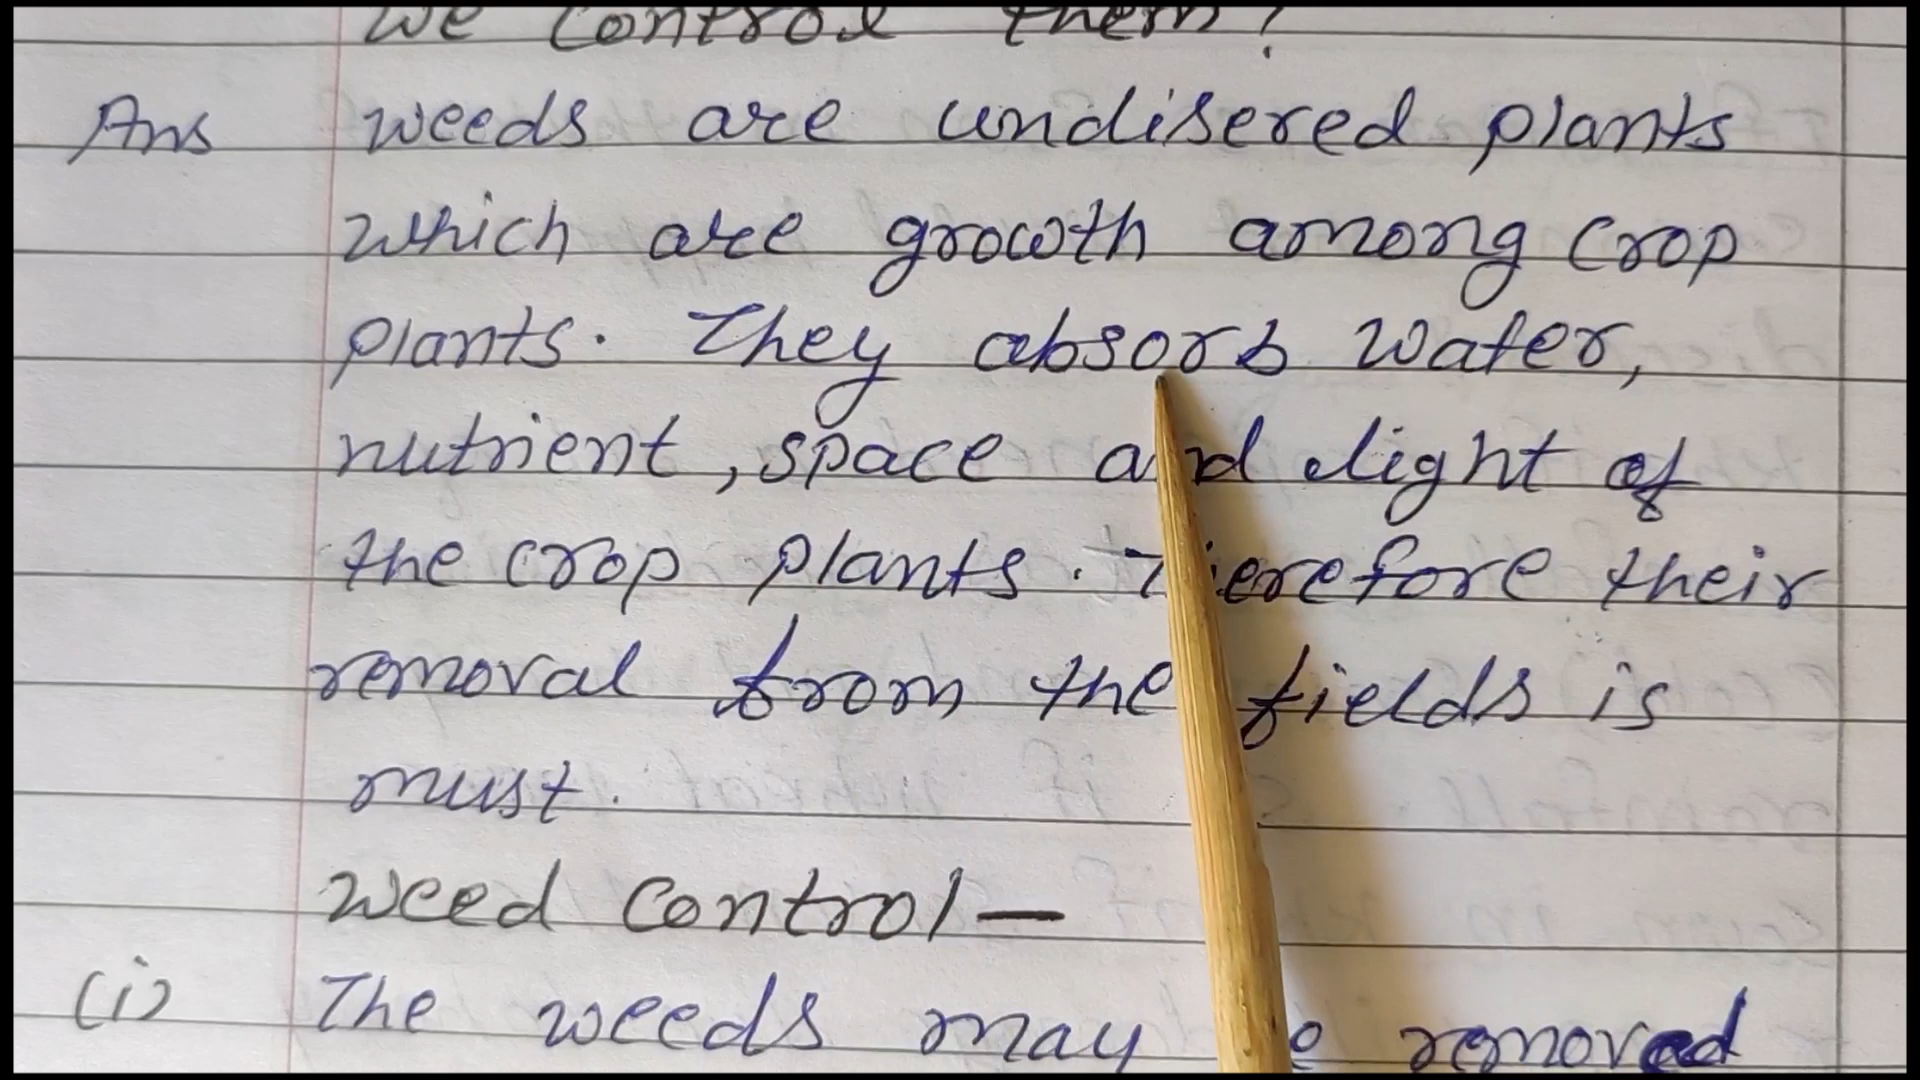 we control them?
Ans weeds are undisered plants
which are growth among crop
plants. They absorb water,
nutrient, space and light of
the crop plants. Therefore their
removal from the fields is
must.
weed control —
(i) The weeds may be removed